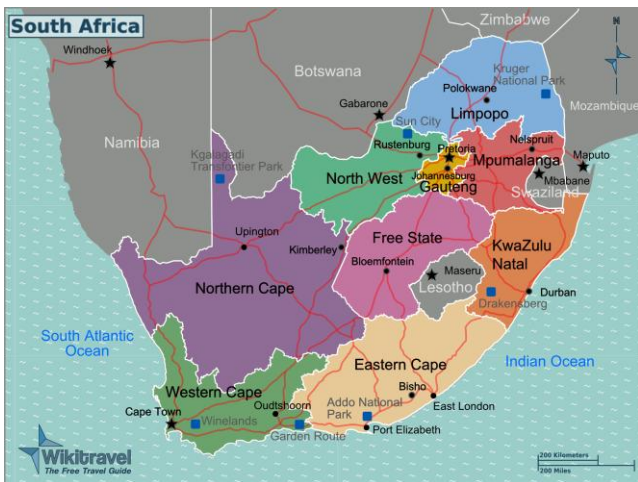 South Africa
Zimbabwe
N
Windhoek
Botswana
Kruger
National Park
Polokwane
Limpopo
Mozambique
Gabarone
Sun City
Namibia
Rustenburg
Pretoria
Nelspruit
Maputo
Kgalagadi
Transfontier Park
Mpumalanga
North West
Johannesburg
Mbabane
Gauteng
Swaziland
Upington
Kimberley
Free State
KwaZulu
Natal
Bloemfontein
Maseru
Lesotho
Northern Cape
Durban
Drakensberg
South Atlantic
Ocean
Indian Ocean
Eastern Cape
Western Cape
Bisho
Cape Town
Oudtshoorn
Addo National
Park
East London
Winelands
Garden Route
Port Elizabeth
Wikitravel
The Free Travel Guide
200 Kilometers
200 Miles